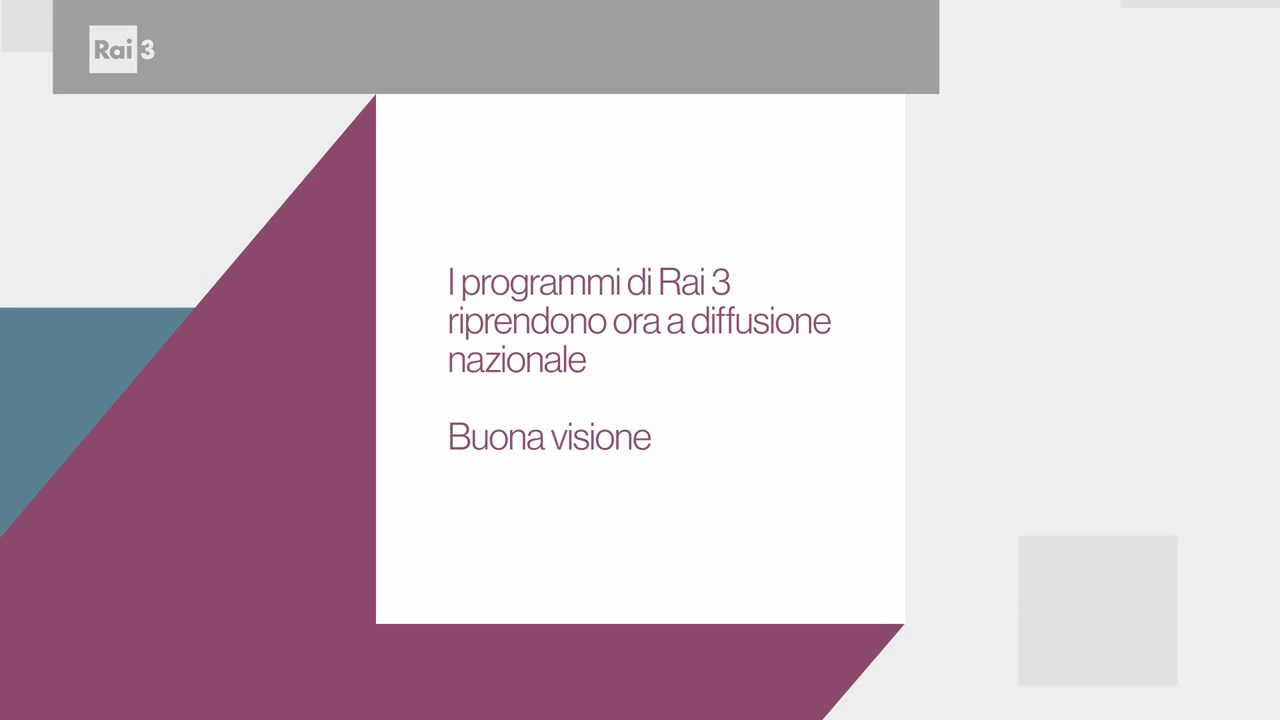 Rai 3
I programmi di Rai 3
riprendono ora a diffusione
nazionale
Buona visione